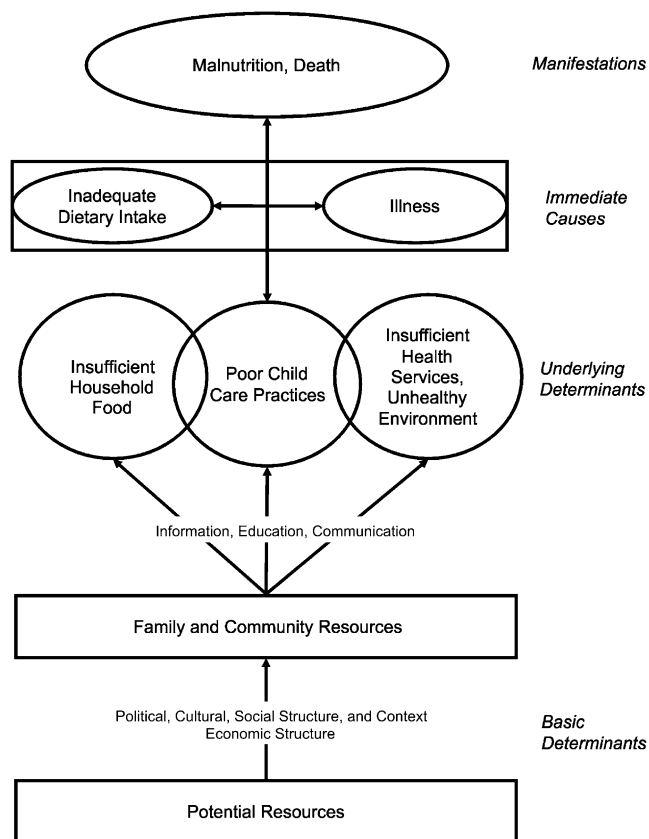 Malnutrition, Death
Manifestations
Inadequate
Dietary Intake
Illness
Immediate
Causes
Insufficient
Household
Food
Poor Child
Care Practices
Insufficient
Health
Services,
Unhealthy
Environment
Underlying
Determinants
Information, Education, Communication
Family and Community Resources
Political, Cultural, Social Structure, and Context
Economic Structure
Basic
Determinants
Potential Resources